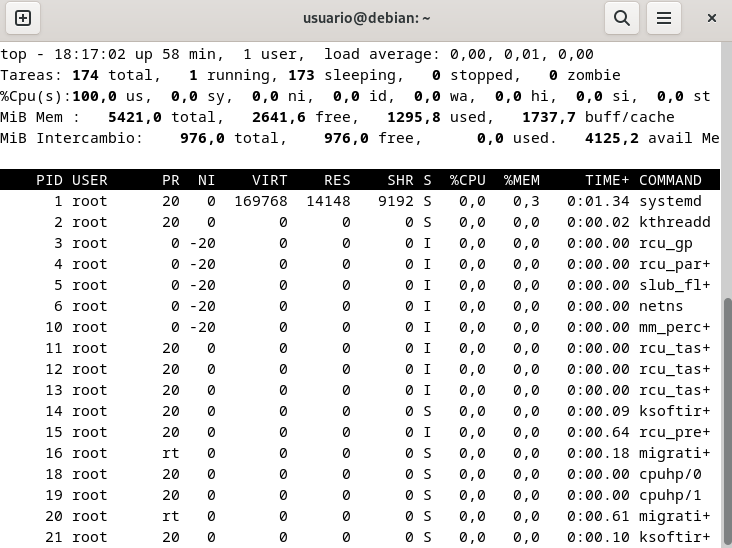 usuario@debian: ~
top - 18:17:02 up 58 min,  1 user,  load average: 0,00, 0,01, 0,00
Tareas: 174 total,   1 running, 173 sleeping,   0 stopped,   0 zombie
%Cpu(s):100,0 us,  0,0 sy,  0,0 ni,  0,0 id,  0,0 wa,  0,0 hi,  0,0 si,  0,0 st
MiB Mem :   5421,0 total,   2641,6 free,   1295,8 used,   1737,7 buff/cache
MiB Intercambio:    976,0 total,    976,0 free,      0,0 used.   4125,2 avail Me
PID USER      PR  NI    VIRT    RES    SHR S  %CPU  %MEM     TIME+ COMMAND
1 root      20   0  169768  14148   9192 S   0,0   0,3   0:01.34 systemd
2 root      20   0       0      0      0 S   0,0   0,0   0:00.02 kthreadd
3 root       0 -20       0      0      0 I   0,0   0,0   0:00.00 rcu_gp
4 root       0 -20       0      0      0 I   0,0   0,0   0:00.00 rcu_par+
5 root       0 -20       0      0      0 I   0,0   0,0   0:00.00 slub_fl+
6 root       0 -20       0      0      0 I   0,0   0,0   0:00.00 netns
10 root       0 -20       0      0      0 I   0,0   0,0   0:00.00 mm_perc+
11 root      20   0       0      0      0 I   0,0   0,0   0:00.00 rcu_tas+
12 root      20   0       0      0      0 I   0,0   0,0   0:00.00 rcu_tas+
13 root      20   0       0      0      0 I   0,0   0,0   0:00.00 rcu_tas+
14 root      20   0       0      0      0 S   0,0   0,0   0:00.09 ksoftir+
15 root      20   0       0      0      0 I   0,0   0,0   0:00.64 rcu_pre+
16 root      rt   0       0      0      0 S   0,0   0,0   0:00.18 migrati+
18 root      20   0       0      0      0 S   0,0   0,0   0:00.00 cpuhp/0
19 root      20   0       0      0      0 S   0,0   0,0   0:00.00 cpuhp/1
20 root      rt   0       0      0      0 S   0,0   0,0   0:00.61 migrati+
21 root      20   0       0      0      0 S   0,0   0,0   0:00.10 ksoftir+